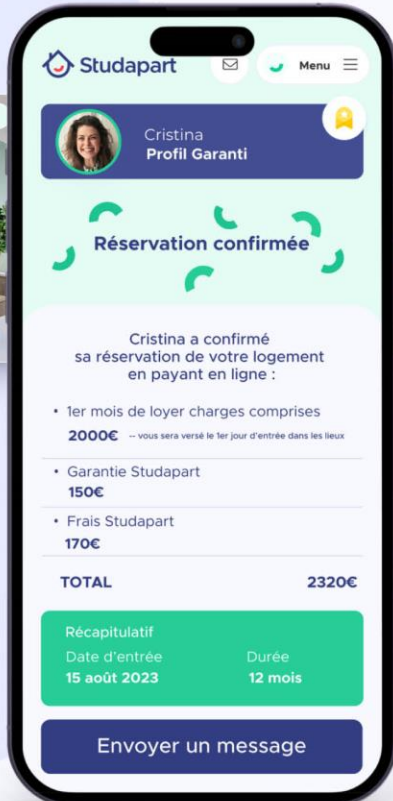 Studapart
Menu
Cristina
Profil Garanti
Réservation confirmée
Cristina a confirmé
sa réservation de votre logement
en payant en ligne :
• 1er mois de loyer charges comprises
2000€ -- vous sera versé le 1er jour d'entrée dans les lieux
• Garantie Studapart
150€
• Frais Studapart
170€
TOTAL 2320€
Récapitulatif
Date d'entrée Durée
15 août 2023 12 mois
Envoyer un message